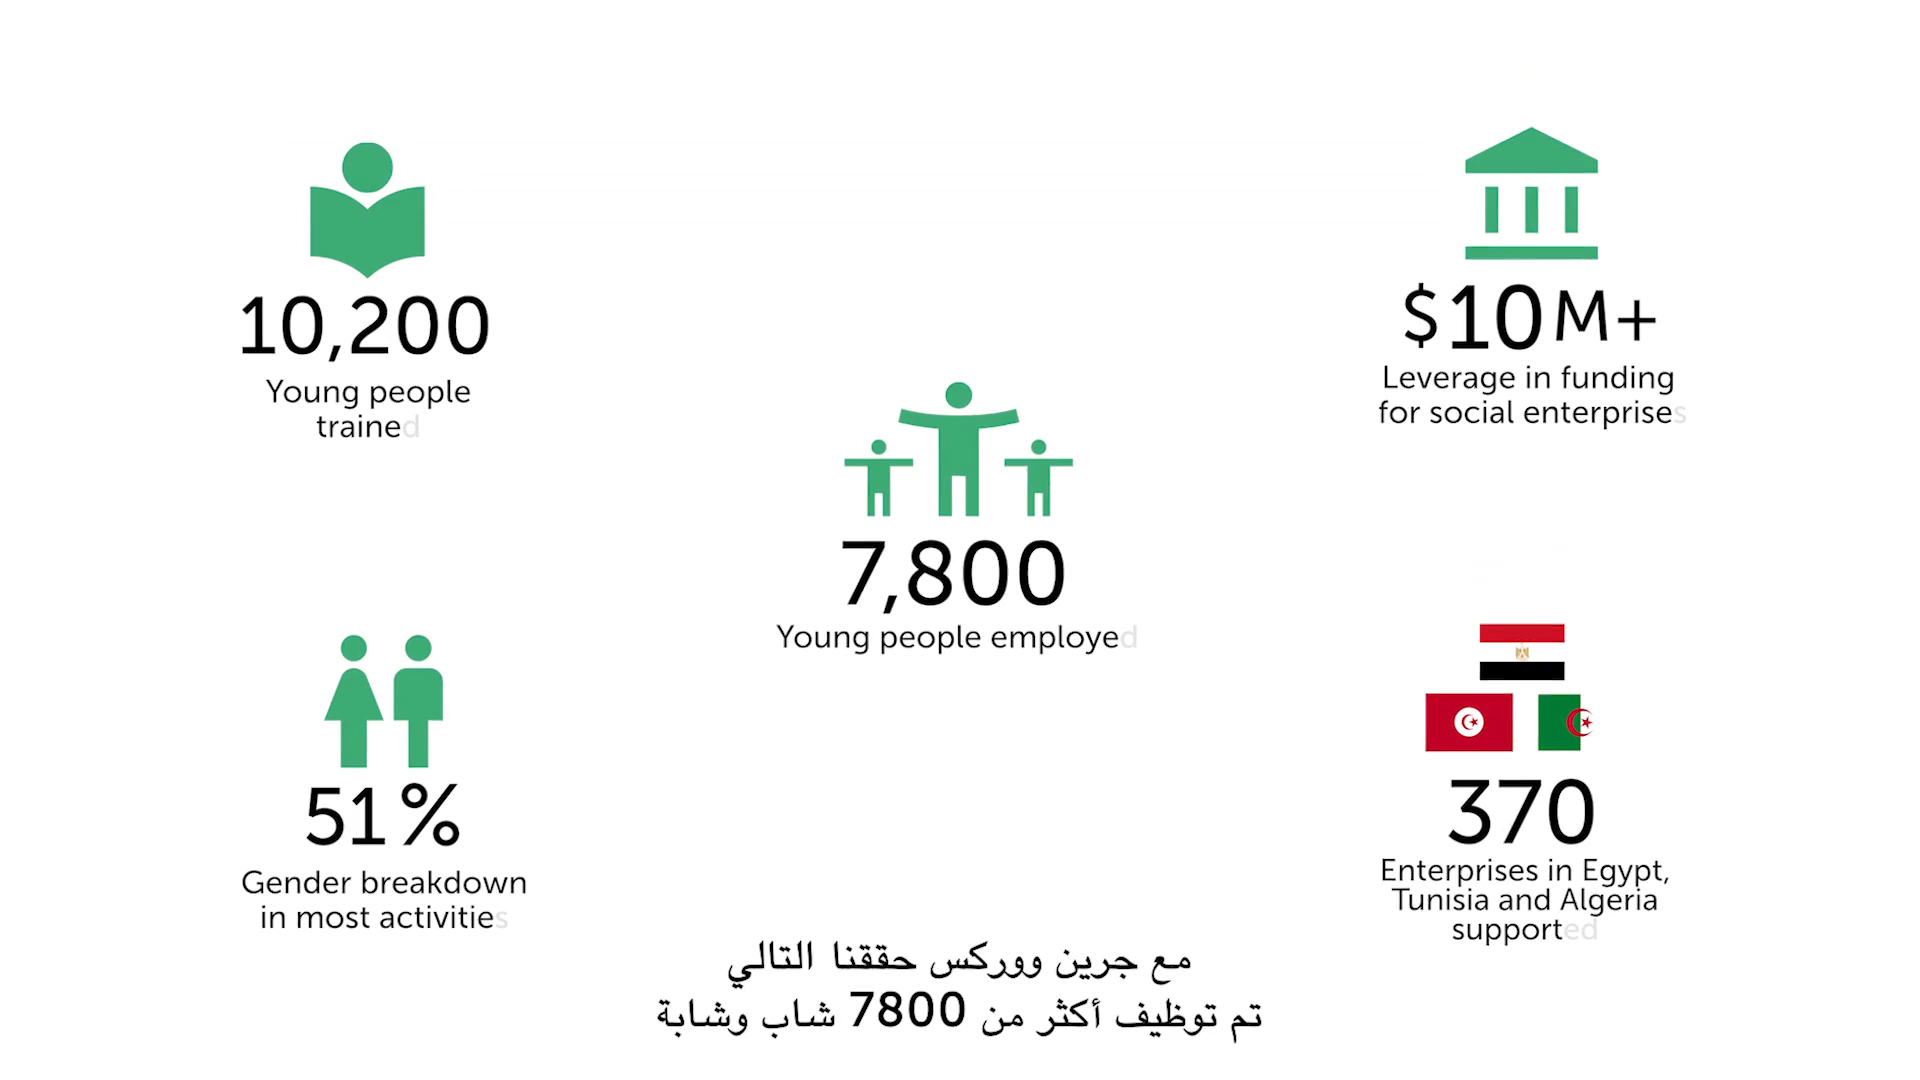 10,200
Young people
trained
$10M+
Leverage in funding
for social enterprises
7,800
Young people employed
51%
Gender breakdown
in most activities
370
Enterprises in Egypt,
Tunisia and Algeria
supported
مع جرين ووركس حققنا التالي
تم توظيف أكثر من 7800 شاب وشابة